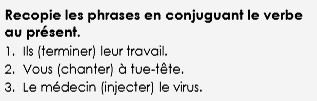 Recopie les phrases en conjuguant le verbe
au présent.
1. Ils (terminer) leur travail.
2. Vous (chanter) à tue-tête.
3. Le médecin (injecter) le virus.